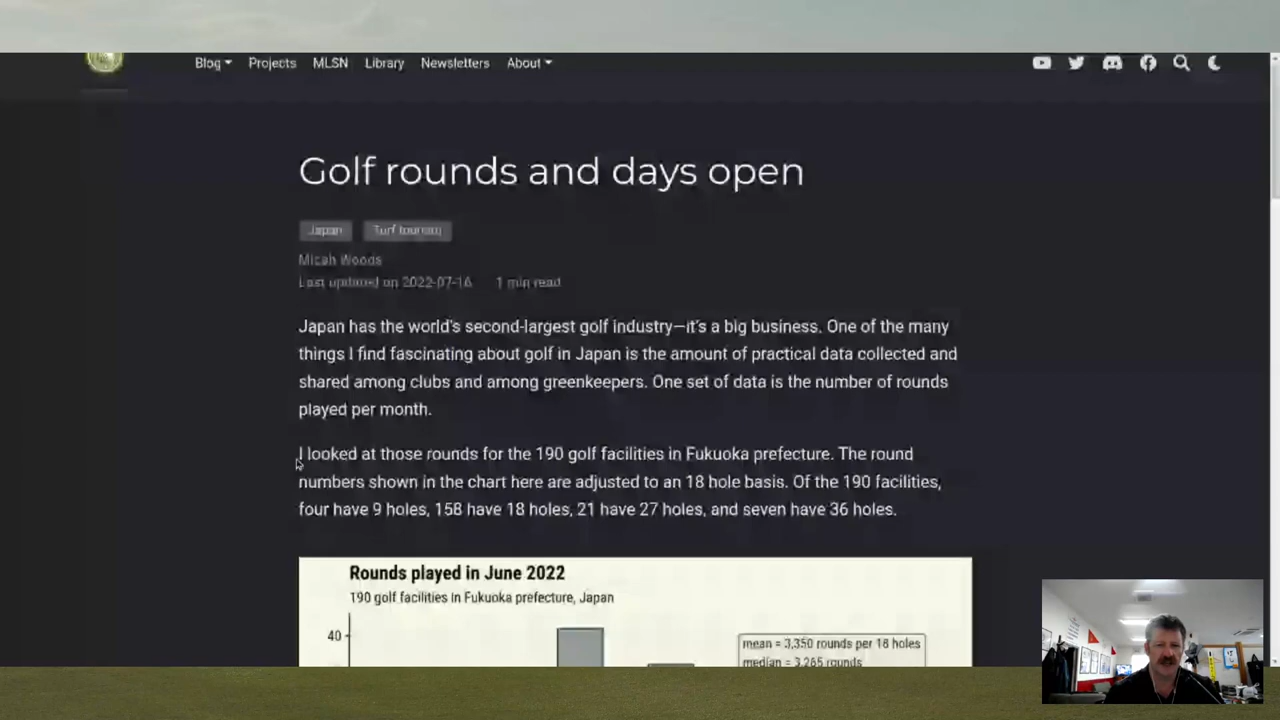 Blog Projects MLSN Library Newsletters About
Golf rounds and days open
Japan Turf tourism
Micah Woods
Last updated on 2022-07-16 1 min read
Japan has the world's second-largest golf industry—it's a big business. One of the many
things I find fascinating about golf in Japan is the amount of practical data collected and
shared among clubs and among greenkeepers. One set of data is the number of rounds
played per month.
I looked at those rounds for the 190 golf facilities in Fukuoka prefecture. The round
numbers shown in the chart here are adjusted to an 18 hole basis. Of the 190 facilities,
four have 9 holes, 158 have 18 holes, 21 have 27 holes, and seven have 36 holes.
Rounds played in June 2022
190 golf facilities in Fukuoka prefecture, Japan
40
mean = 3,350 rounds per 18 holes
median = 3,265 rounds